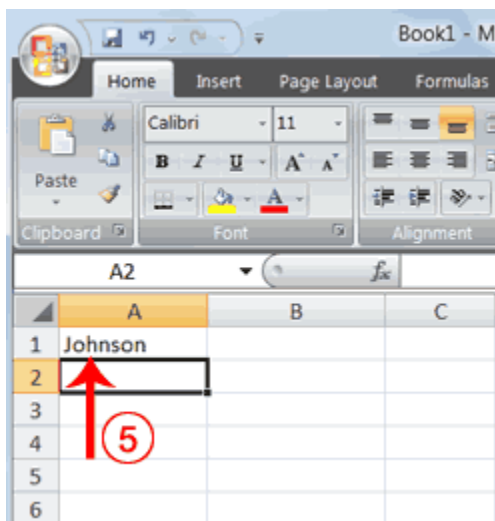 Book1 - M
Home Insert Page Layout Formulas
Calibri 11
B I U A A
Paste A
Clipboard Font Alignment
A2 fx
A B C
1 Johnson
2
3
4 5
5
6